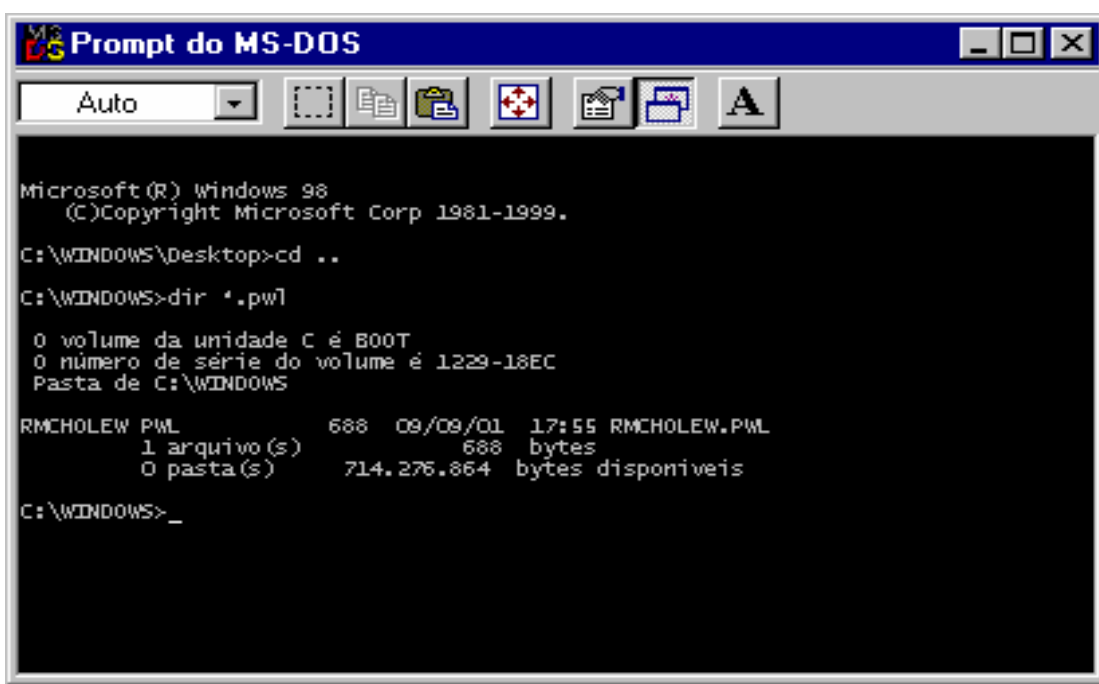 Prompt do MS-DOS
Auto
A
Microsoft(R) Windows 98
(C)Copyright Microsoft Corp 1981-1999.
C:\WINDOWS\Desktop>cd ..
C:\WINDOWS>dir *.pwl
O volume da unidade C é BOOT
O número de série do volume é 1229-18EC
Pasta de C:\WINDOWS
RMCHOLEW PWL 688 09/09/01 17:55 RMCHOLEW.PWL
1 arquivo(s) 688 bytes
0 pasta(s) 714.276.864 bytes disponíveis
C:\WINDOWS>_